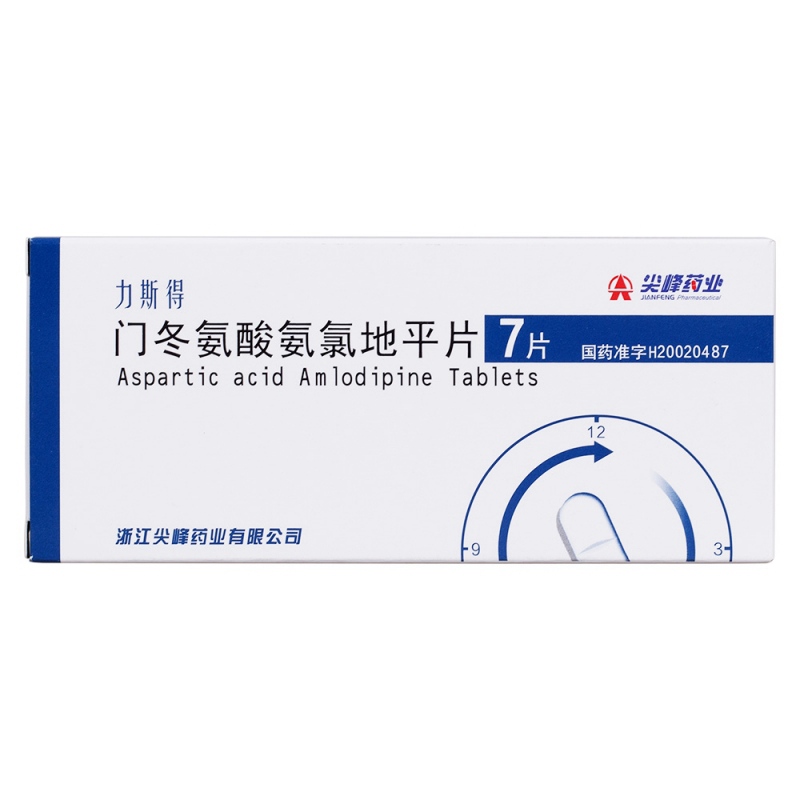 力斯得
尖峰药业
JIANFENG Pharmaceutical
门冬氨酸氨氯地平片 7片 国药准字H20020487
Aspartic acid Amlodipine Tablets
12
9
3
浙江尖峰药业有限公司